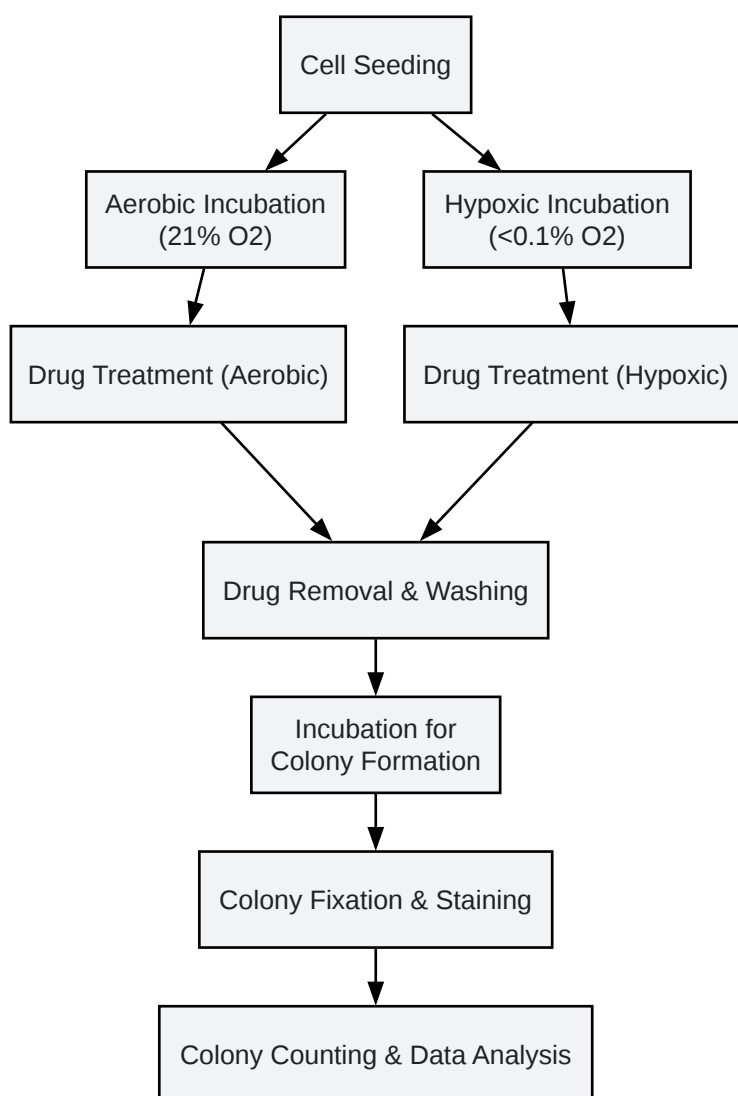 Cell Seeding
Aerobic Incubation
(21% O2)
Hypoxic Incubation
(<0.1% O2)
Drug Treatment (Aerobic)
Drug Treatment (Hypoxic)
Drug Removal & Washing
Incubation for
Colony Formation
Colony Fixation & Staining
Colony Counting & Data Analysis